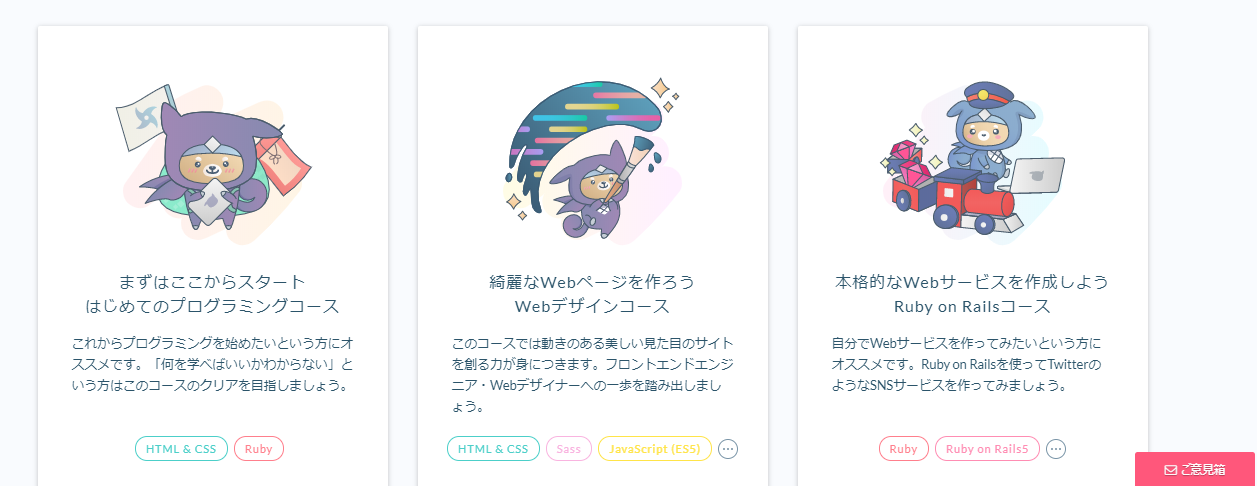 まずはここからスタート
はじめてのプログラミングコース
これからプログラミングを始めたいという方にオ
ススメです。「何を学べばいいかわからない」と
いう方はこのコースのクリアを目指しましょう。
HTML & CSS
Ruby
綺麗なWebページを作ろう
Webデザインコース
このコースでは動きのある美しい見た目のサイト
を創る力が身につきます。フロントエンドエンジ
ニア・Webデザイナーへの一歩を踏み出しまし
ょう。
HTML & CSS
Sass
JavaScript (ES5)
本格的なWebサービスを作成しよう
Ruby on Railsコース
自分でWebサービスを作ってみたいという方に
オススメです。Ruby on Railsを使ってTwitterの
ようなSNSサービスを作ってみましょう。
Ruby
Ruby on Rails5
ご意見箱